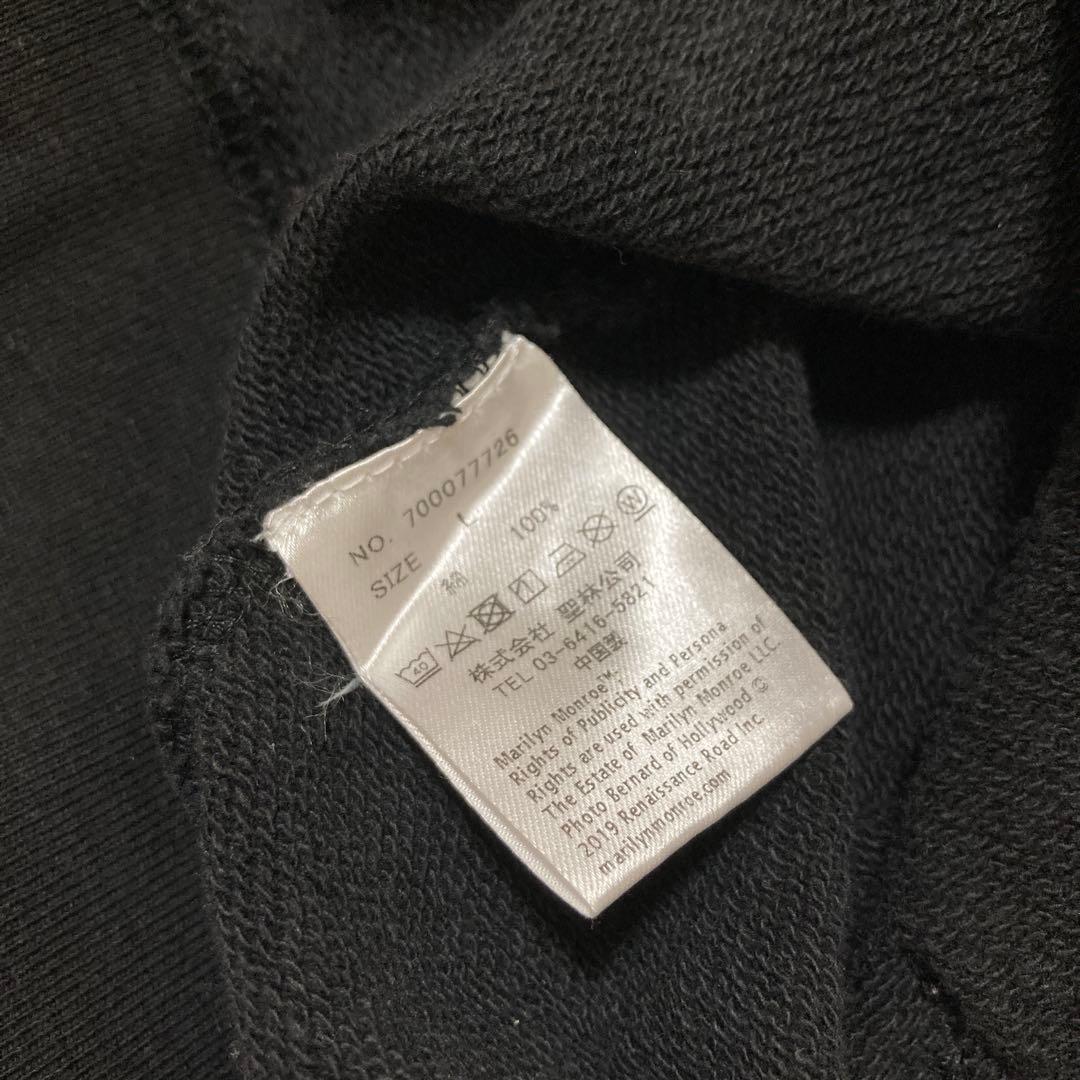 NO. 700077726
SIZE L
綿 100%
40 W
株式会社 聖林公司
TEL 03-6416-5821
中国製
Marilyn Monroe™;
Rights of Publicity and Persona
Rights are used with permission of
The Estate of Marilyn Monroe LLC.
Photo Bernard of Hollywood ©
2019 Renaissance Road Inc.
marilynmonroe.com